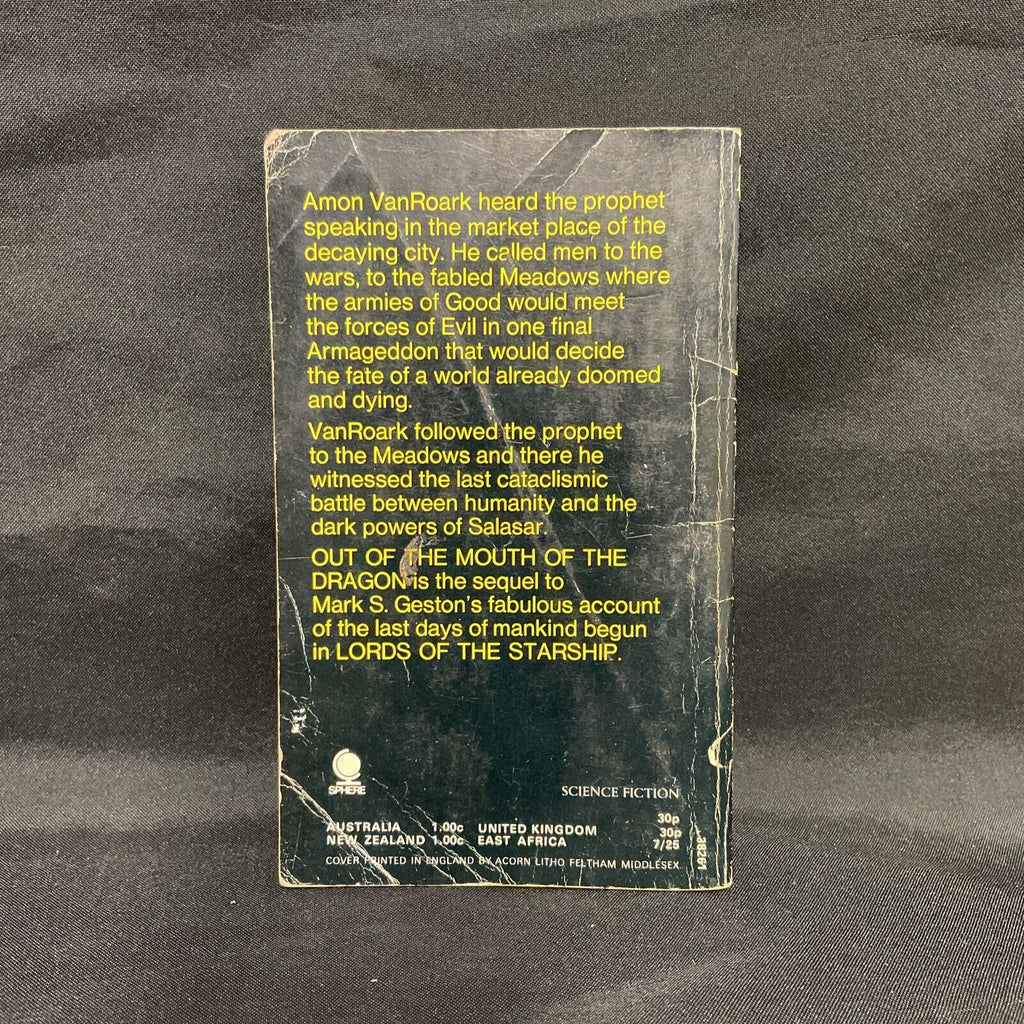 Amon VanRoark heard the prophet
speaking in the market place of the
decaying city. He called men to the
wars, to the fabled Meadows where
the armies of Good would meet
the forces of Evil in one final
Armageddon that would decide
the fate of a world already doomed
and dying.
VanRoark followed the prophet
to the Meadows and there he
witnessed the last cataclismic
battle between humanity and the
dark powers of Salasar.
OUT OF THE MOUTH OF THE
DRAGON is the sequel to
Mark S. Geston's fabulous account
of the last days of mankind begun
in LORDS OF THE STARSHIP.
SPHERE
SCIENCE FICTION
AUSTRALIA 1.00c UNITED KINGDOM 30p
NEW ZEALAND 1.00c EAST AFRICA 30p
7/25
COVER PRINTED IN ENGLAND BY ACORN LITHO FELTHAM MIDDLESEX
38261